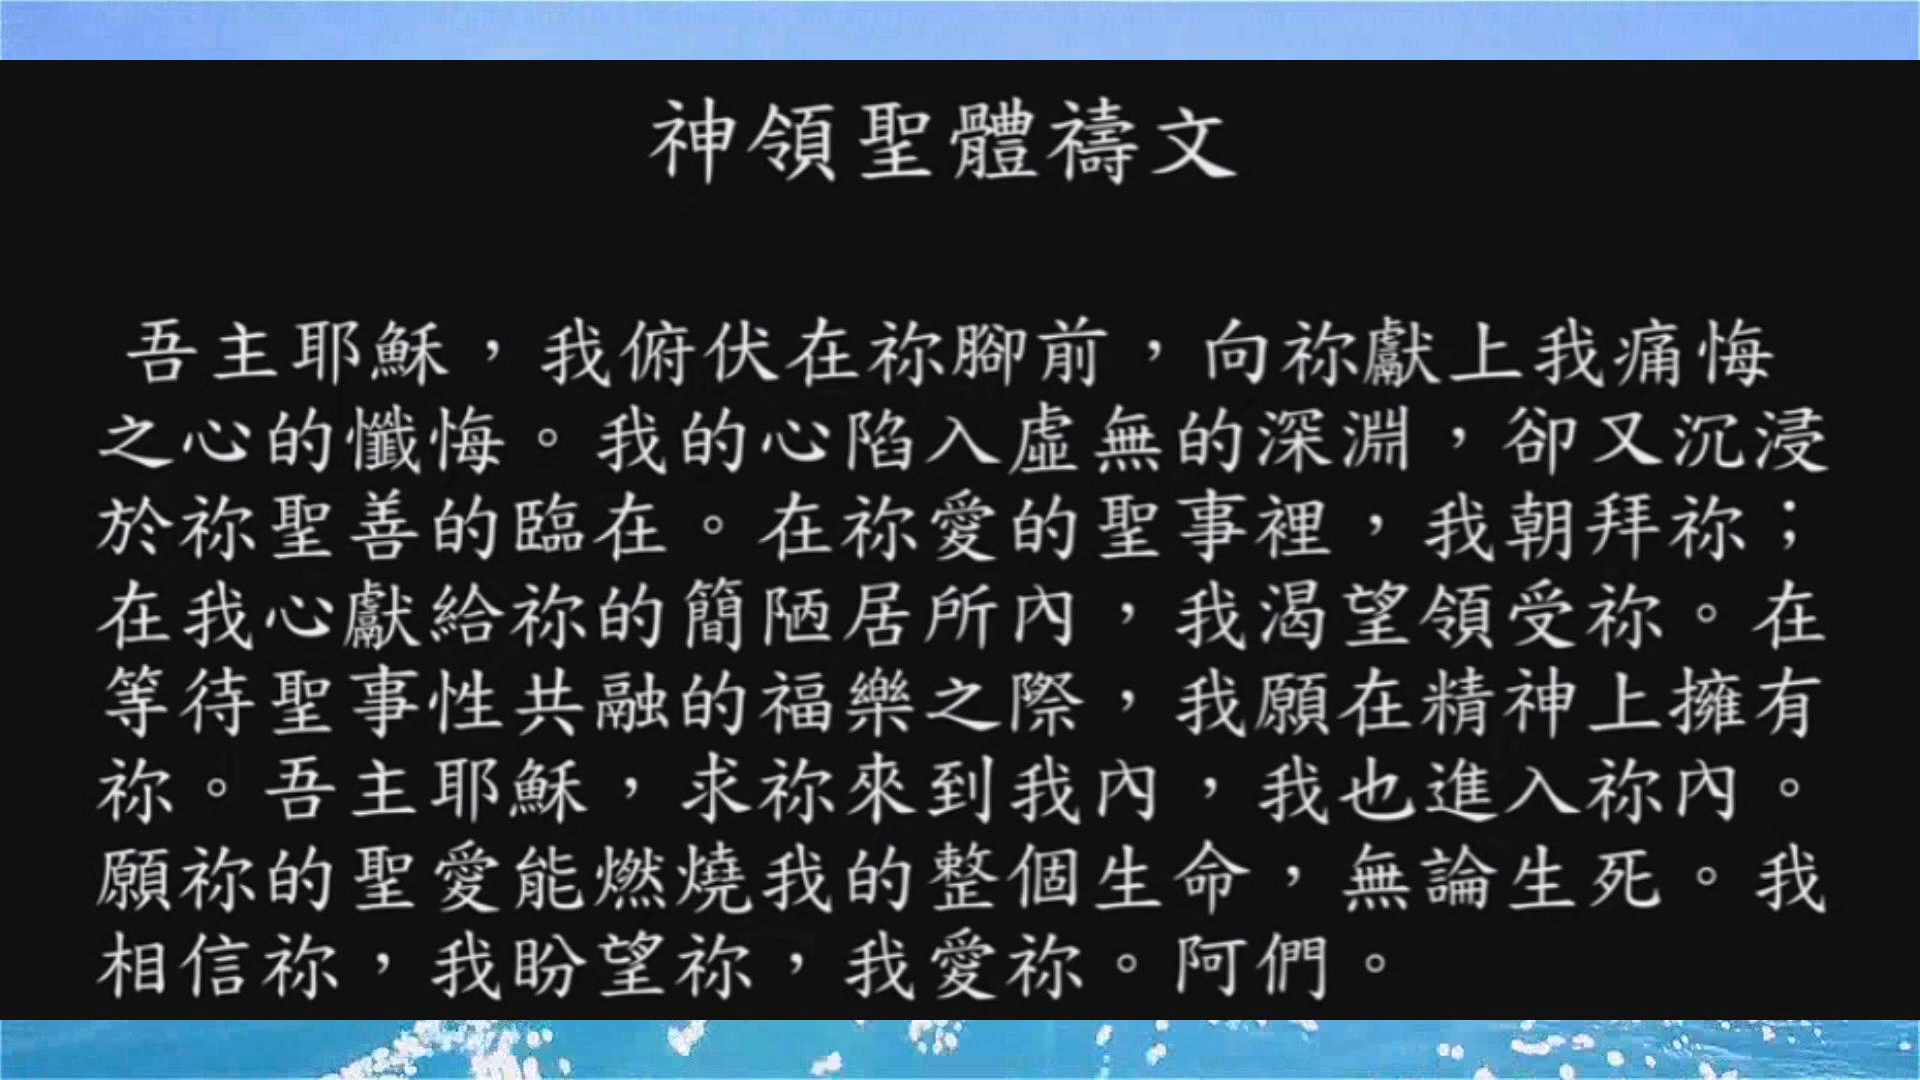 神領聖體禱文
吾主耶穌，我俯伏在祢腳前，向祢獻上我痛悔
之心的懺悔。我的心陷入虛無的深淵，卻又沉浸
於祢聖善的臨在。在祢愛的聖事裡，我朝拜祢；
在我心獻給祢的簡陋居所內，我渴望領受祢。在
等待聖事性共融的福樂之際，我願在精神上擁有
祢。吾主耶穌，求祢來到我內，我也進入祢內。
願祢的聖愛能燃燒我的整個生命，無論生死。我
相信祢，我盼望祢，我愛祢。阿們。